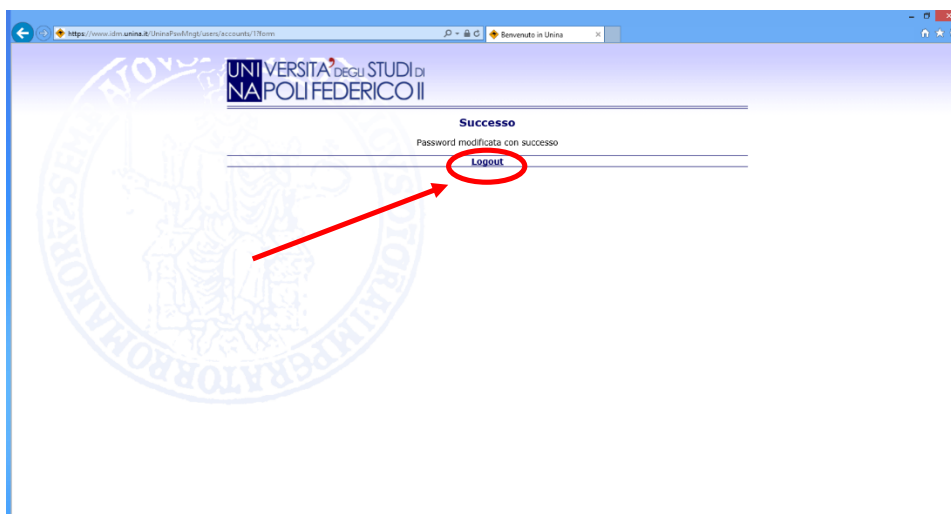 https://www.idm.unina.it/UninaPswMngt/users/accounts/1?form
Benvenuto in Unina
UNIVERSITA' DEGLI STUDI DI
NAPOLI FEDERICO II
Successo
Password modificata con successo
Logout